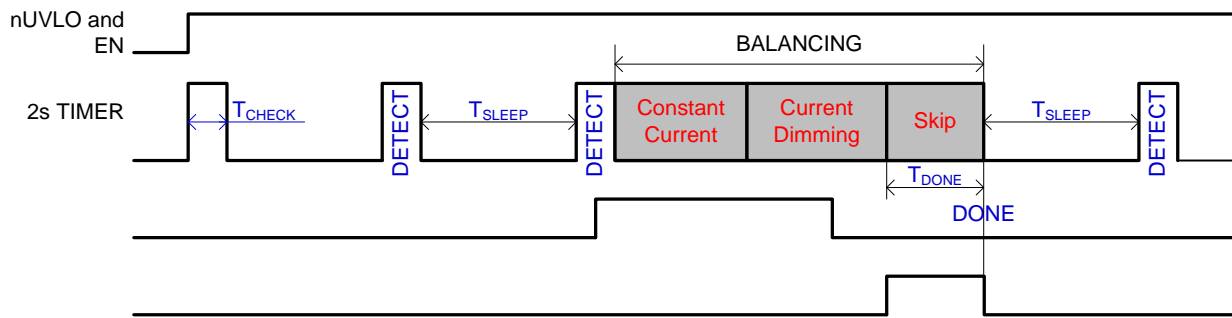 nUVLO and
EN
BALANCING
2s TIMER
TCHECK
DETECT
TSLEEP
DETECT
Constant
Current
Current
Dimming
Skip
TSLEEP
DETECT
TDONE
DONE